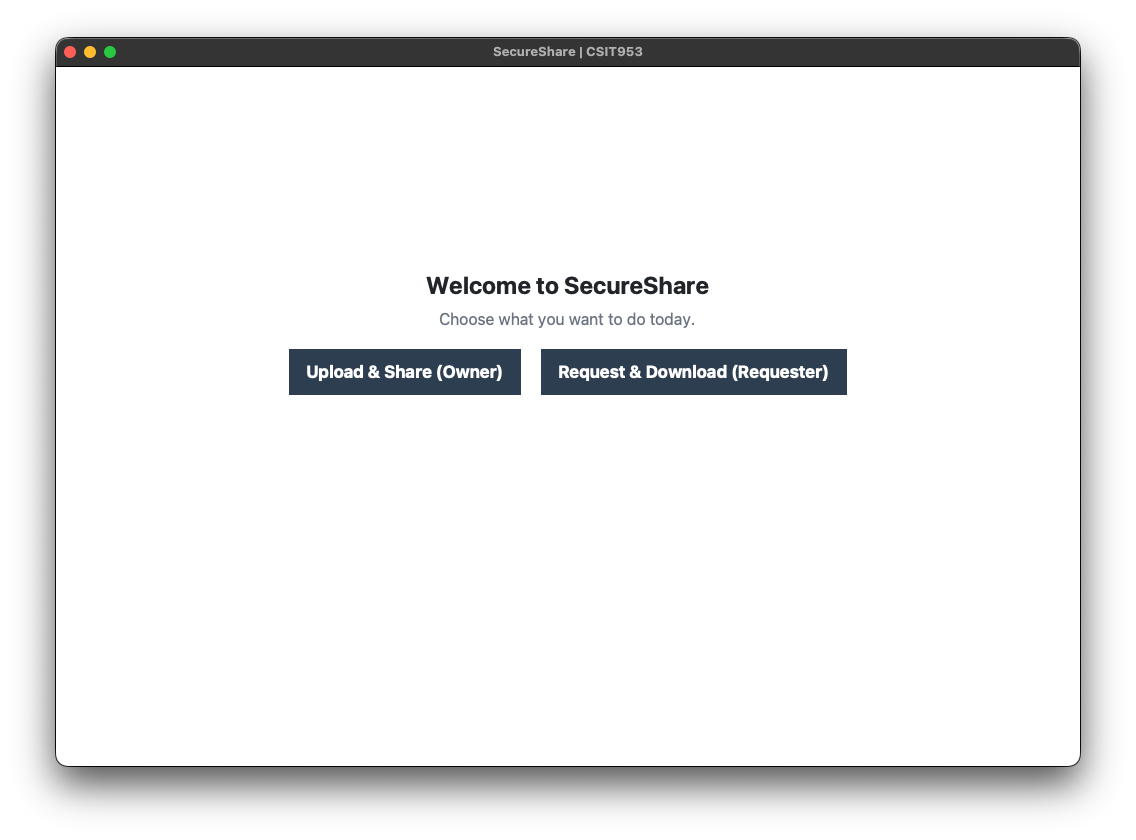 SecureShare | CSIT953
Welcome to SecureShare
Choose what you want to do today.
Upload & Share (Owner)
Request & Download (Requester)